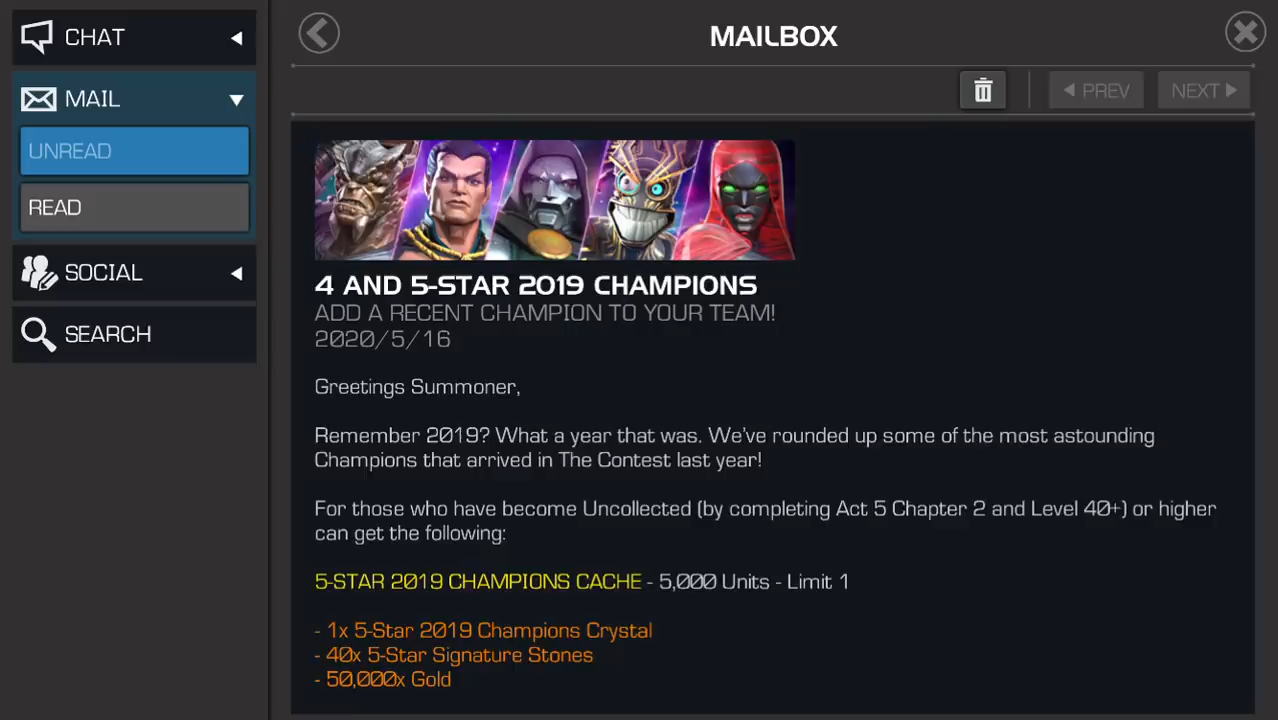 CHAT
MAIL
UNREAD
READ
SOCIAL
SEARCH
MAILBOX
PREV
NEXT
4 AND 5-STAR 2019 CHAMPIONS
ADD A RECENT CHAMPION TO YOUR TEAM!
2020/5/16
Greetings Summoner,
Remember 2019? What a year that was. We've rounded up some of the most astounding
Champions that arrived in The Contest last year!
For those who have become Uncollected (by completing Act 5 Chapter 2 and Level 40+) or higher
can get the following:
5-STAR 2019 CHAMPIONS CACHE - 5,000 Units - Limit 1
- 1x 5-Star 2019 Champions Crystal
- 40x 5-Star Signature Stones
- 50,000x Gold